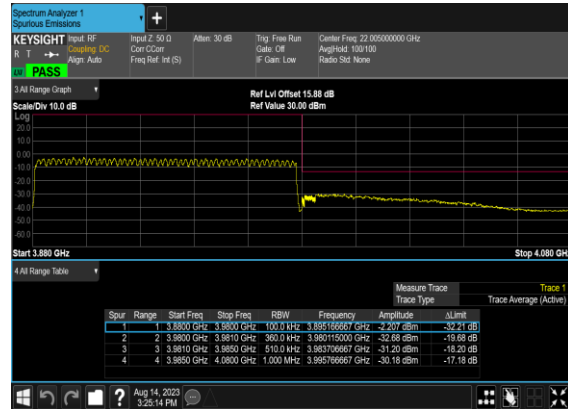 Spectrum Analyzer 1
Spurious Emissions
KEYSIGHT Input: RF Input Z: 50 Ω Atten: 30 dB Trig: Free Run Center Freq: 22.005000000 GHz
R T Coupling: DC Corr CCorr Gate: Off Avg|Hold: 100/100
Align: Auto Freq Ref: Int (S) IF Gain: Low Radio Std: None
LW PASS
3 All Range Graph
Ref Lvl Offset 15.88 dB
Scale/Div 10.0 dB Ref Value 30.00 dBm
Log
20.0
10.0
0.00
-10.0
-20.0
-30.0
-40.0
-50.0
-60.0
Start 3.880 GHz Stop 4.080 GHz
4 All Range Table
Measure Trace Trace 1
Trace Type Trace Average (Active)
Spur Range Start Freq Stop Freq RBW Frequency Amplitude ΔLimit
1 1 3.8800 GHz 3.9800 GHz 100.0 kHz 3.895166667 GHz -2.207 dBm -32.21 dB
2 2 3.9800 GHz 3.9810 GHz 360.0 kHz 3.980115000 GHz -32.68 dBm -19.68 dB
3 3 3.9810 GHz 3.9850 GHz 510.0 kHz 3.983706667 GHz -31.20 dBm -18.20 dB
4 4 3.9850 GHz 4.0800 GHz 1.000 MHz 3.995766667 GHz -30.18 dBm -17.18 dB
? Aug 14, 2023
3:25:14 PM